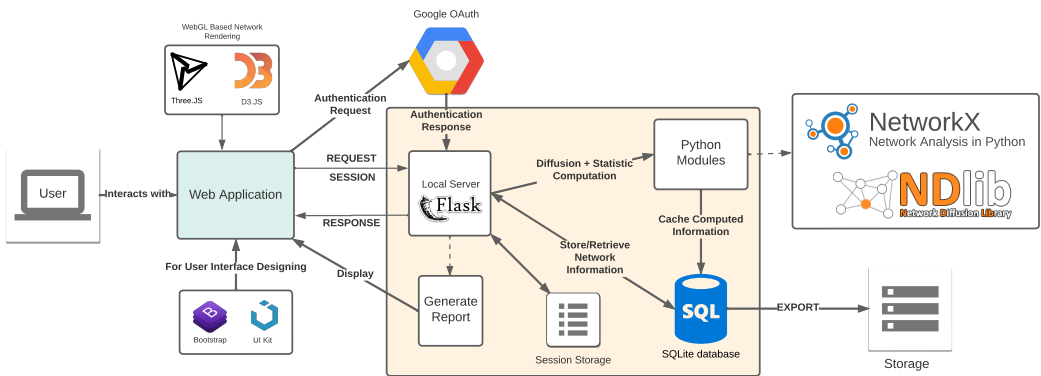 Google OAuth
WebGL Based Network
Rendering
Three.JS
D3.JS
Authentication
Request
Authentication
Response
NetworkX
Network Analysis in Python
Python
Modules
REQUEST
SESSION
Diffusion + Statistic
Computation
User
Interacts with
Web Application
Local Server
Flask
NDlib
Network Diffusion Library
RESPONSE
Cache Computed
Information
Store/Retrieve
Network
Information
For User Interface Designing
Display
Generate
Report
SQL
EXPORT
B
Bootstrap
UI Kit
Session Storage
SQLite database
Storage